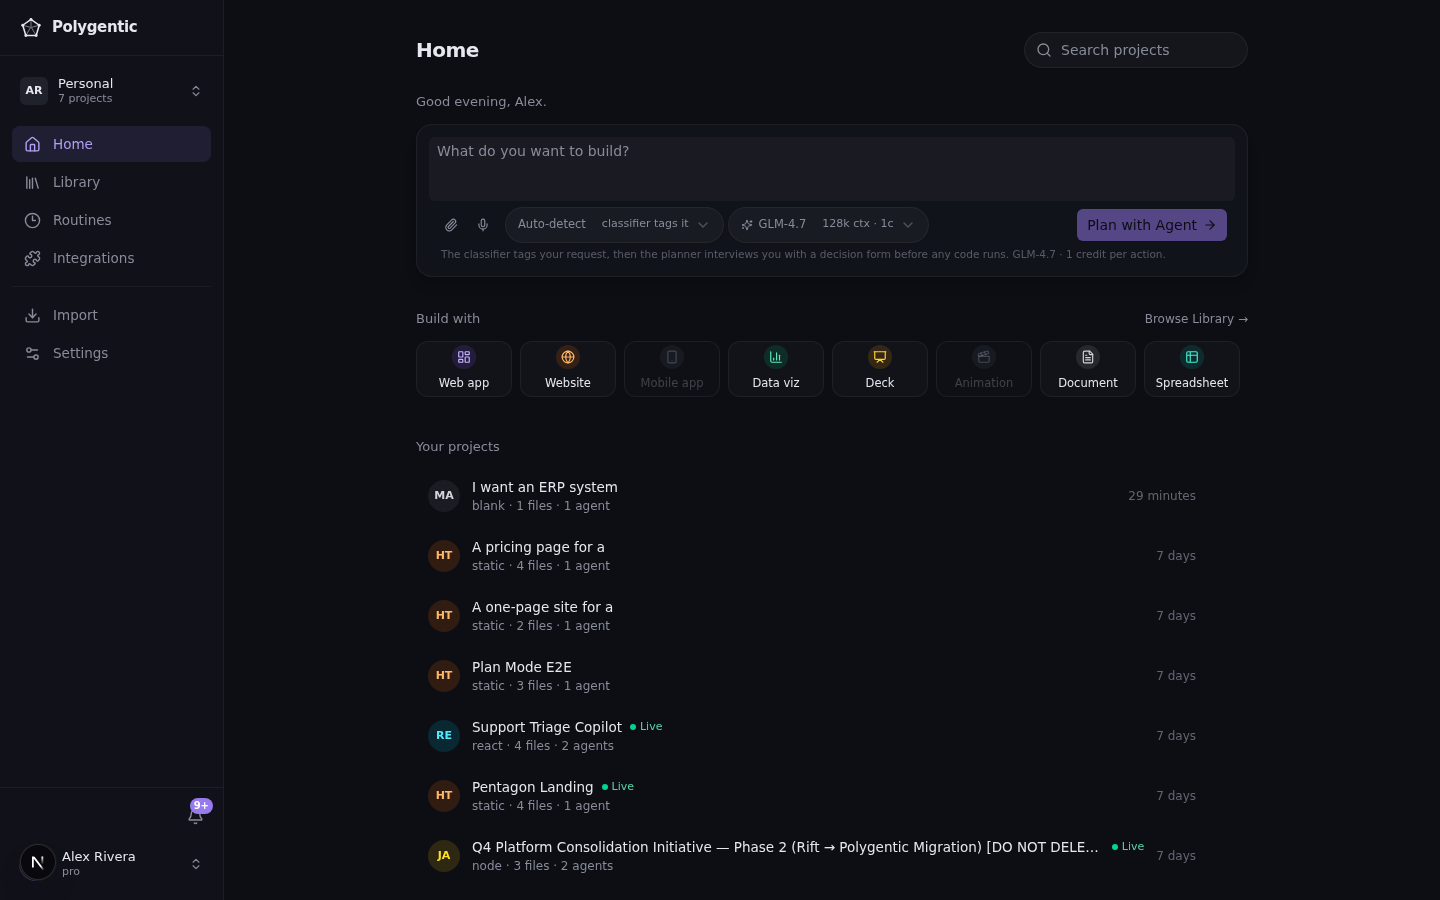 Polygentic
AR
Personal
7 projects
Home
Library
Routines
Integrations
Import
Settings
9+
N
Alex Rivera
pro
Home
Search projects
Good evening, Alex.
What do you want to build?
Auto-detect classifier tags it
GLM-4.7 128k ctx · 1c
Plan with Agent →
The classifier tags your request, then the planner interviews you with a decision form before any code runs. GLM-4.7 · 1 credit per action.
Build with
Browse Library →
Web app
Website
Mobile app
Data viz
Deck
Animation
Document
Spreadsheet
Your projects
MA
I want an ERP system
blank · 1 files · 1 agent
29 minutes
HT
A pricing page for a
static · 4 files · 1 agent
7 days
HT
A one-page site for a
static · 2 files · 1 agent
7 days
HT
Plan Mode E2E
static · 3 files · 1 agent
7 days
RE
Support Triage Copilot Live
react · 4 files · 2 agents
7 days
HT
Pentagon Landing Live
static · 4 files · 1 agent
7 days
JA
Q4 Platform Consolidation Initiative — Phase 2 (Rift → Polygentic Migration) [DO NOT DELE… Live
node · 3 files · 2 agents
7 days